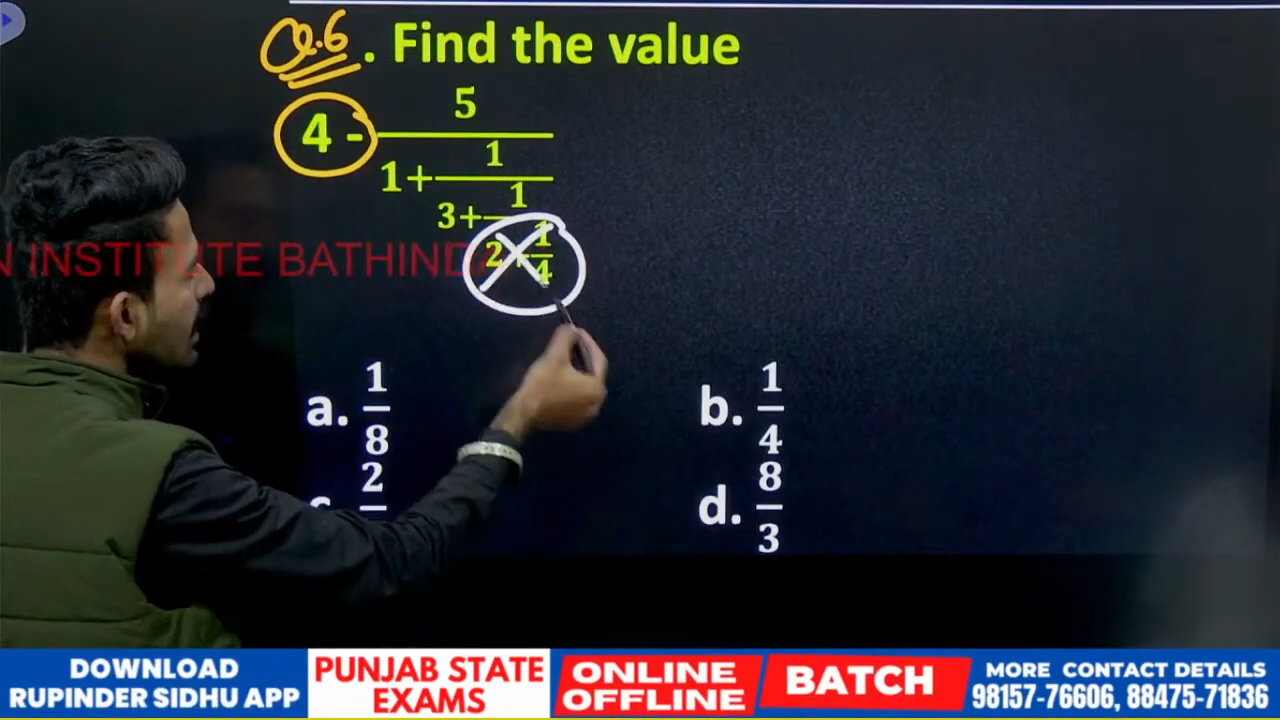 Q.6. Find the value
4 - 5
1+ 1
3+ 1
2+ 1
4
N INSTITUTE BATHINDA
a. 1/8
b. 1/4
2
d. 8/3
DOWNLOAD
RUPINDER SIDHU APP
PUNJAB STATE
EXAMS
ONLINE
OFFLINE
BATCH
MORE CONTACT DETAILS
98157-76606, 88475-71836